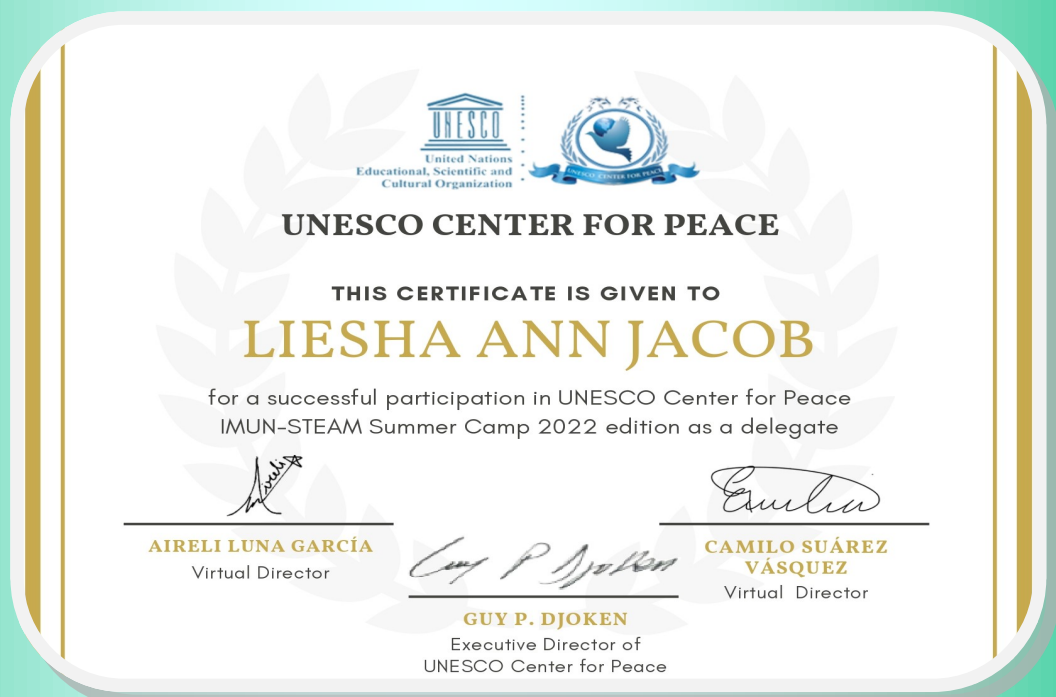 UNESCO
United Nations
Educational, Scientific and
Cultural Organization
UNESCO CENTER FOR PEACE
UNESCO CENTER FOR PEACE
THIS CERTIFICATE IS GIVEN TO
LIESHA ANN JACOB
for a successful participation in UNESCO Center for Peace
IMUN-STEAM Summer Camp 2022 edition as a delegate
Aireli
AIRELI LUNA GARCÍA
Virtual Director
Guy P Djoken
GUY P. DJOKEN
Executive Director of
UNESCO Center for Peace
CAMILO SUÁREZ
VÁSQUEZ
Virtual Director